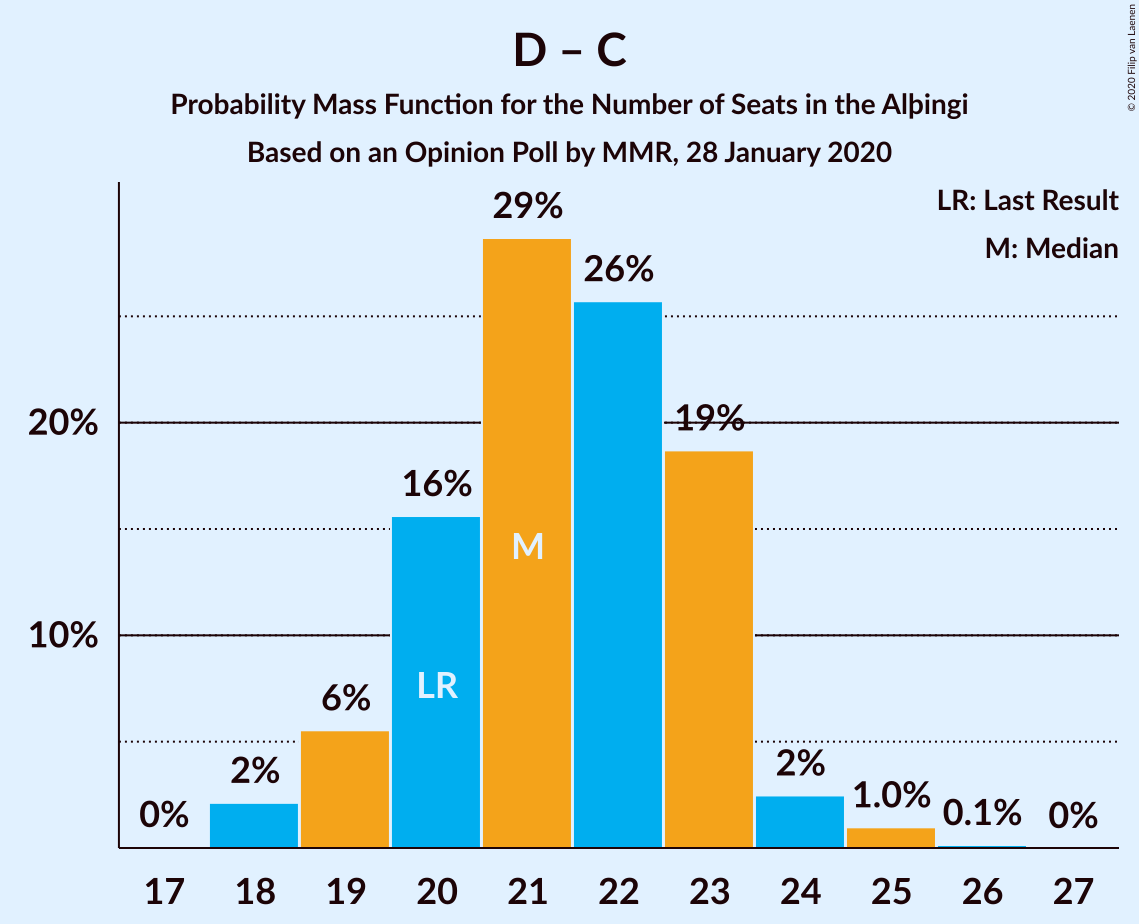 D – C
Probability Mass Function for the Number of Seats in the Alþingi
Based on an Opinion Poll by MMR, 28 January 2020
© 2020 Filip van Laenen
LR: Last Result
M: Median
29%
26%
20%
19%
16%
M
10%
LR
6%
2%
2%
1.0%
0.1%
0%
0%
17 18 19 20 21 22 23 24 25 26 27